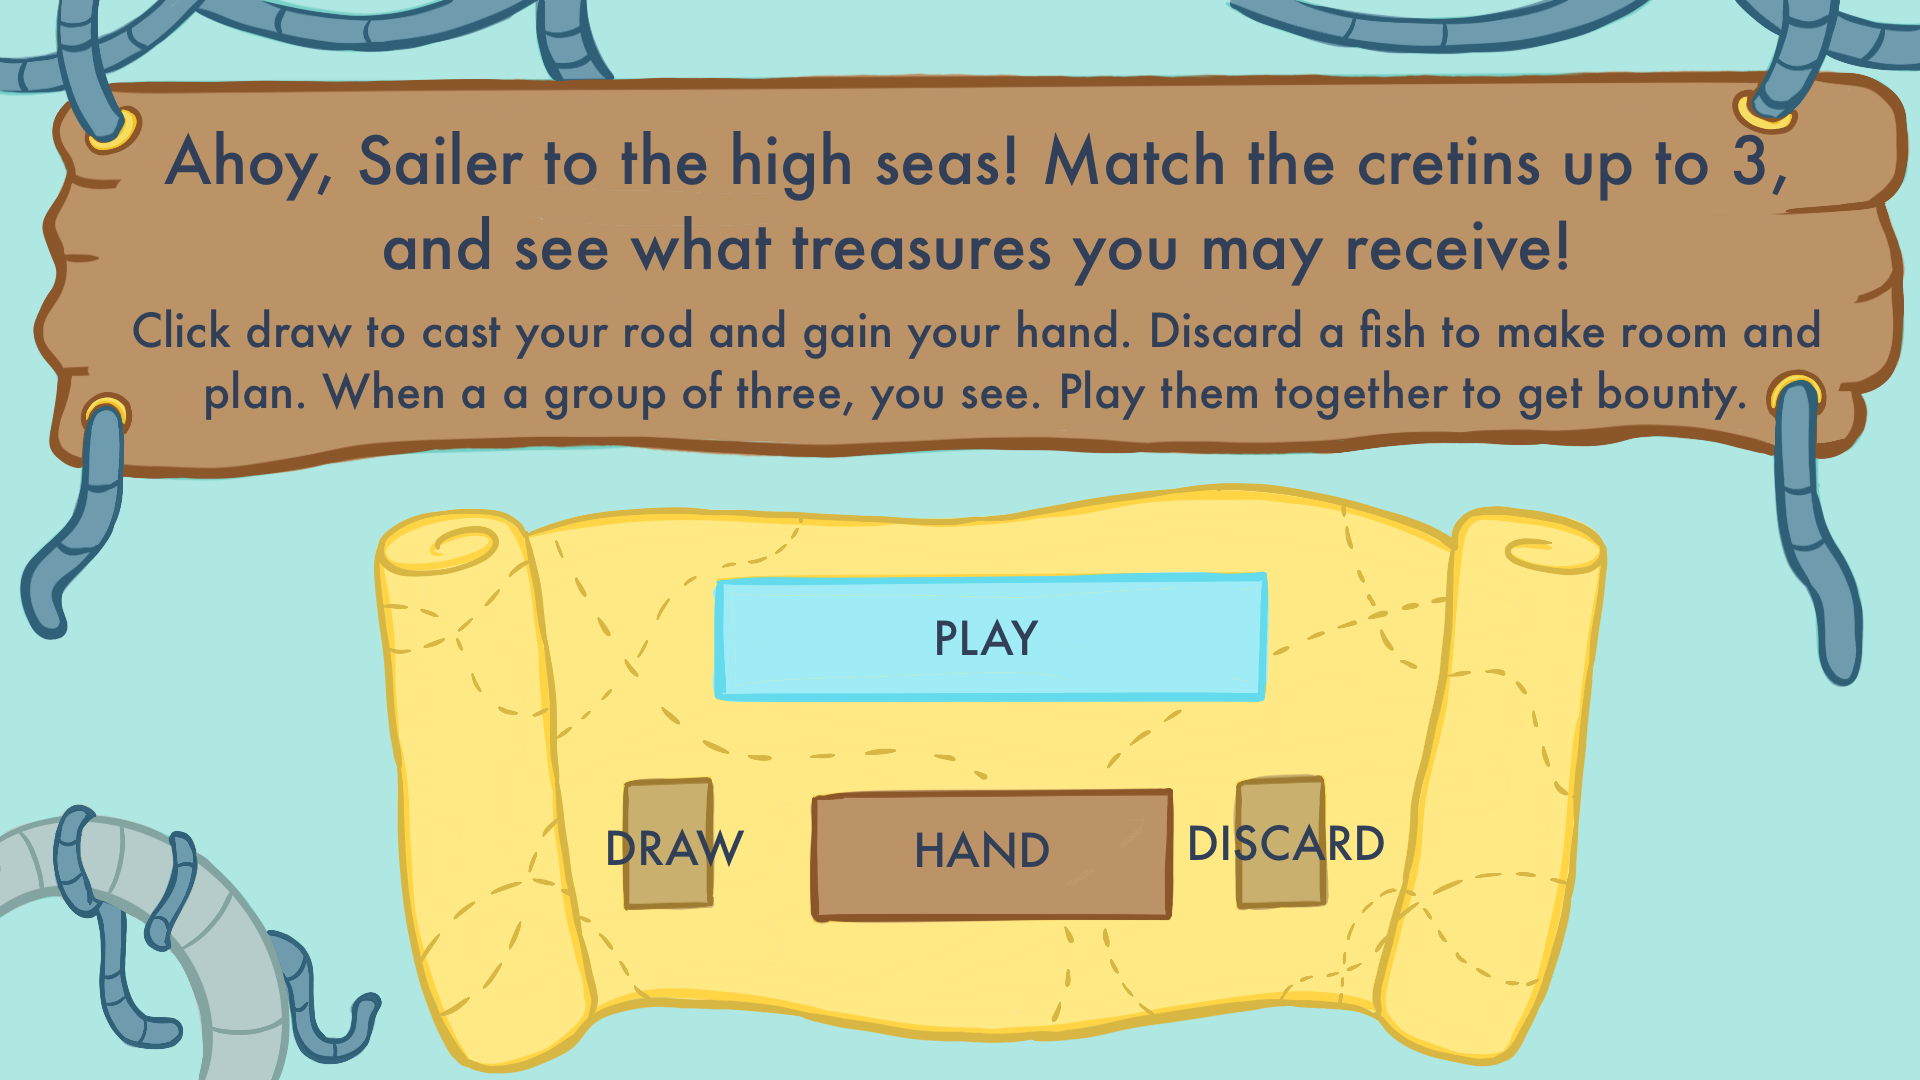 Ahoy, Sailer to the high seas! Match the cretins up to 3,
and see what treasures you may receive!
Click draw to cast your rod and gain your hand. Discard a fish to make room and
plan. When a a group of three, you see. Play them together to get bounty.
PLAY
DRAW
HAND
DISCARD